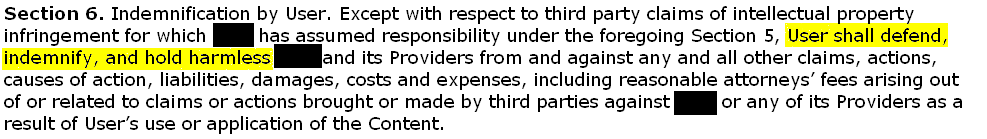 Section 6. Indemnification by User. Except with respect to third party claims of intellectual property
infringement for which has assumed responsibility under the foregoing Section 5, User shall defend,
indemnify, and hold harmless and its Providers from and against any and all other claims, actions,
causes of action, liabilities, damages, costs and expenses, including reasonable attorneys’ fees arising out
of or related to claims or actions brought or made by third parties against or any of its Providers as a
result of User’s use or application of the Content.